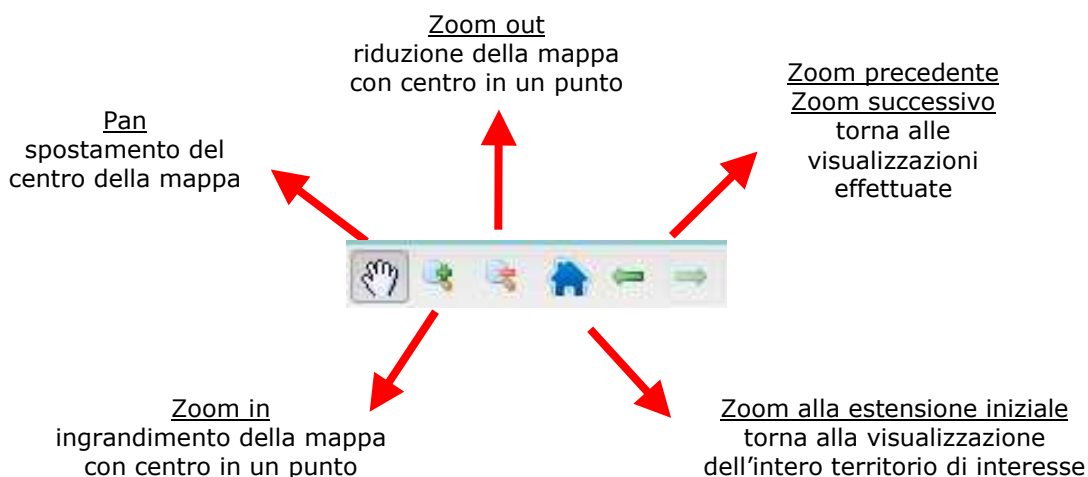 Zoom out
riduzione della mappa
con centro in un punto
Zoom precedente
Zoom successivo
torna alle
visualizzazioni
effettuate
Pan
spostamento del
centro della mappa
Zoom in
ingrandimento della mappa
con centro in un punto
Zoom alla estensione iniziale
torna alla visualizzazione
dell’intero territorio di interesse